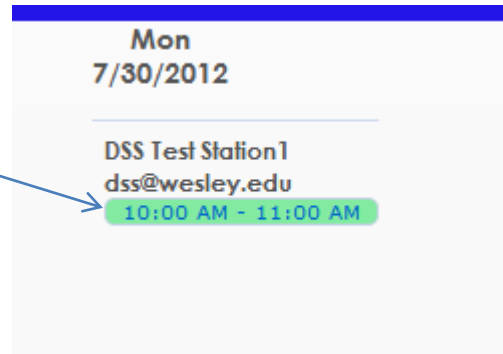 Mon
7/30/2012
DSS Test Station1
dss@wesley.edu
10:00 AM - 11:00 AM